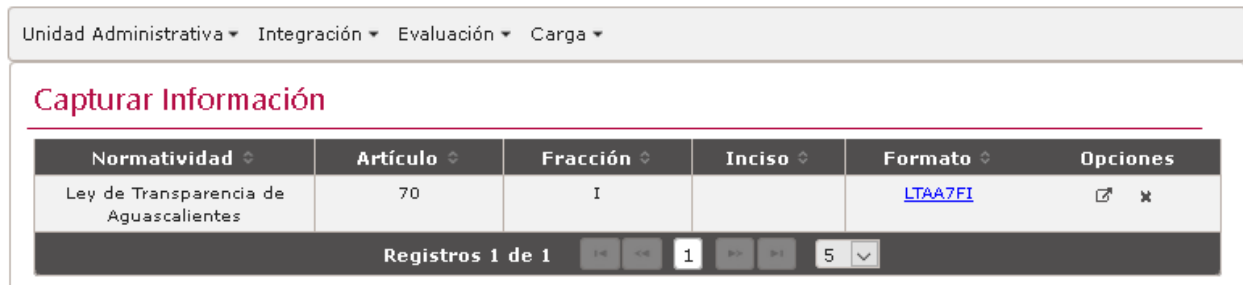 Unidad Administrativa Integración Evaluación Carga
Capturar Información
Normatividad Artículo Fracción Inciso Formato Opciones
Ley de Transparencia de 70 I LTAA7FI
Aguascalientes
Registros 1 de 1 1 5